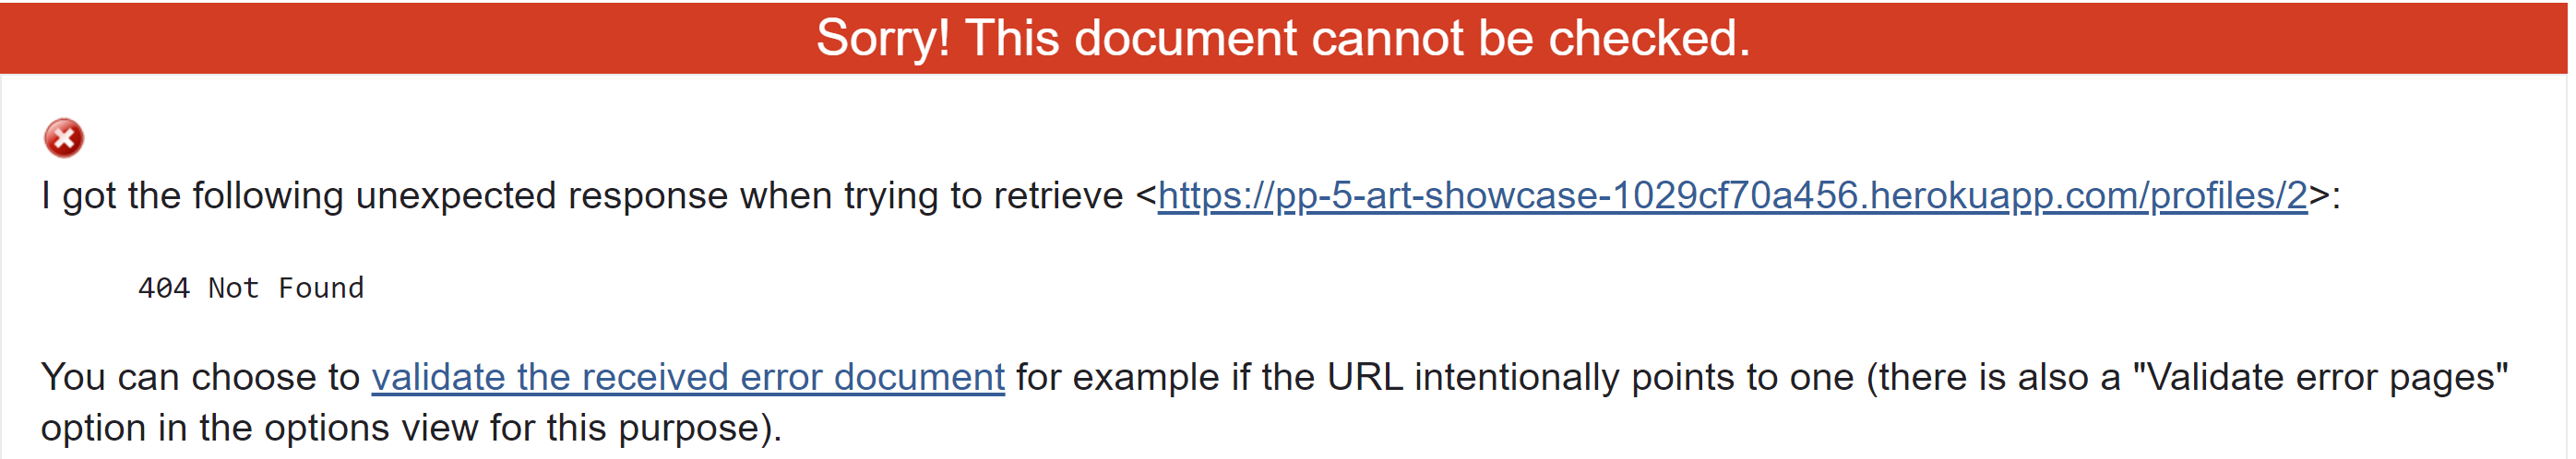 Sorry! This document cannot be checked.
I got the following unexpected response when trying to retrieve <https://pp-5-art-showcase-1029cf70a456.herokuapp.com/profiles/2>:
404 Not Found
You can choose to validate the received error document for example if the URL intentionally points to one (there is also a "Validate error pages"
option in the options view for this purpose).